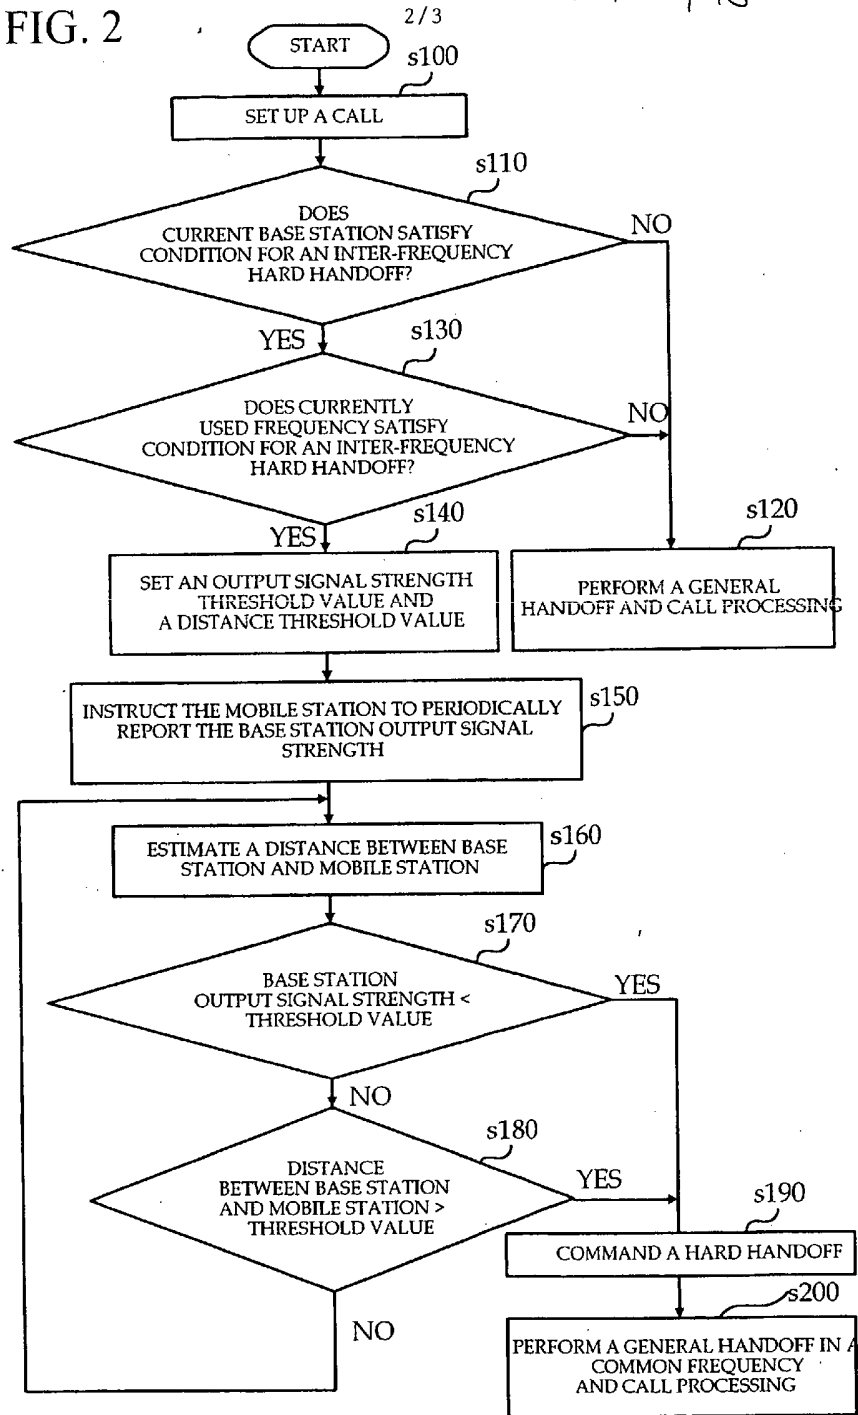 2/3
FIG. 2
START
s100
SET UP A CALL
s110
DOES
CURRENT BASE STATION SATISFY
CONDITION FOR AN INTER-FREQUENCY
HARD HANDOFF?
NO
YES
s130
DOES CURRENTLY
USED FREQUENCY SATISFY
CONDITION FOR AN INTER-FREQUENCY
HARD HANDOFF?
NO
YES
s140
SET AN OUTPUT SIGNAL STRENGTH
THRESHOLD VALUE AND
A DISTANCE THRESHOLD VALUE
s120
PERFORM A GENERAL
HANDOFF AND CALL PROCESSING
s150
INSTRUCT THE MOBILE STATION TO PERIODICALLY
REPORT THE BASE STATION OUTPUT SIGNAL
STRENGTH
s160
ESTIMATE A DISTANCE BETWEEN BASE
STATION AND MOBILE STATION
s170
BASE STATION
OUTPUT SIGNAL STRENGTH <
THRESHOLD VALUE
YES
NO
s180
DISTANCE
BETWEEN BASE STATION
AND MOBILE STATION >
THRESHOLD VALUE
YES
NO
s190
COMMAND A HARD HANDOFF
s200
PERFORM A GENERAL HANDOFF IN A
COMMON FREQUENCY
AND CALL PROCESSING